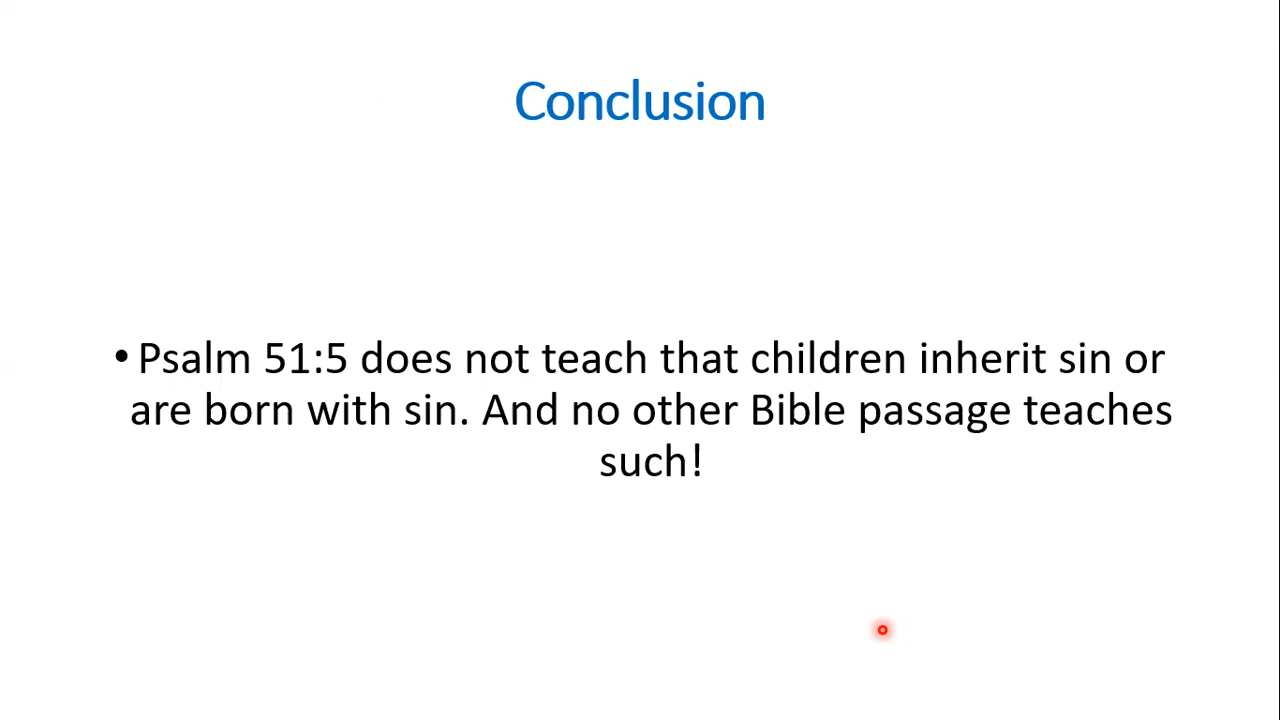 Conclusion
• Psalm 51:5 does not teach that children inherit sin or
are born with sin. And no other Bible passage teaches
such!